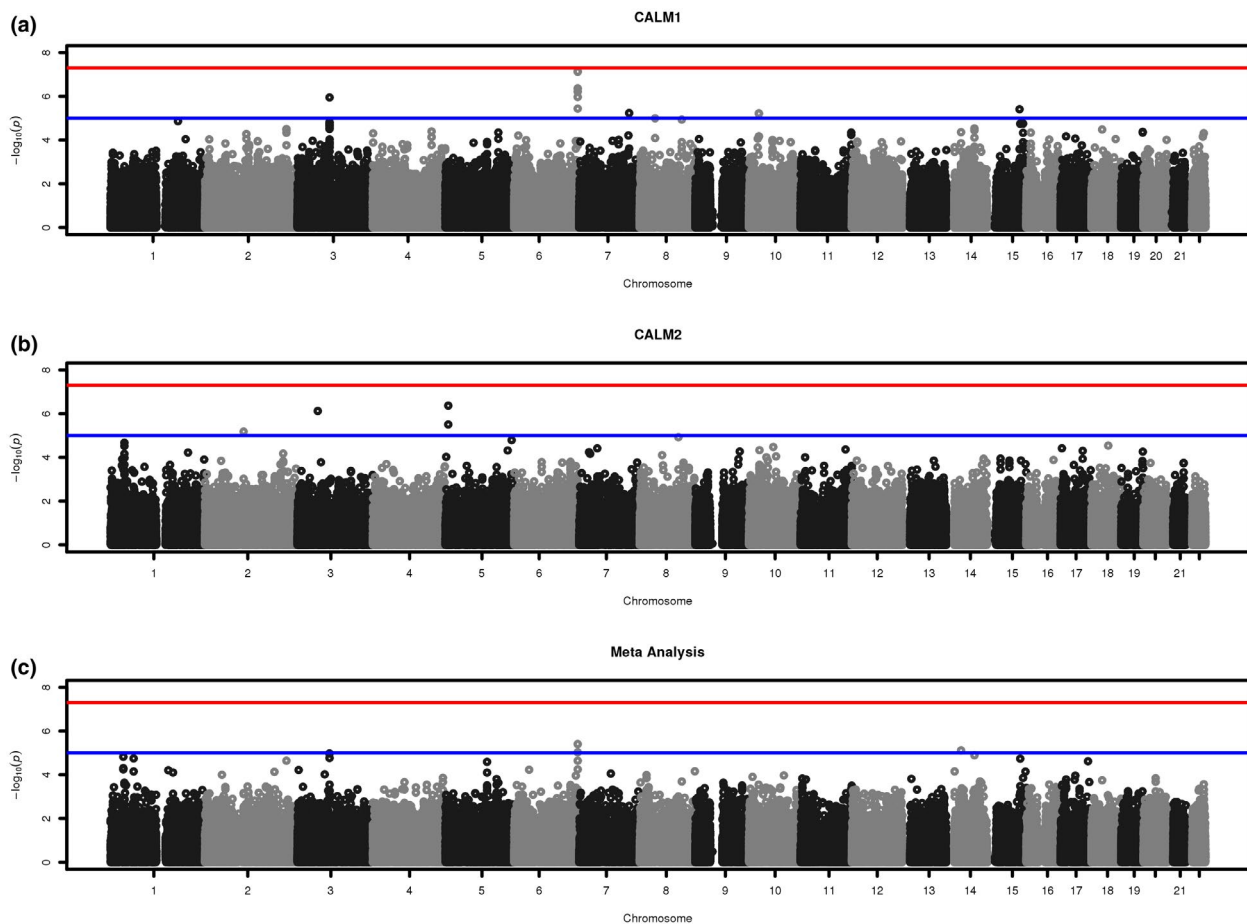 (a)
CALM1
8
6
4
2
0
−log₁₀(p)
1 2 3 4 5 6 7 8 9 10 11 12 13 14 15 16 17 18 19 20 21
Chromosome
(b)
CALM2
8
6
4
2
0
−log₁₀(p)
1 2 3 4 5 6 7 8 9 10 11 12 13 14 15 16 17 18 19 21
Chromosome
(c)
Meta Analysis
8
6
4
2
0
−log₁₀(p)
1 2 3 4 5 6 7 8 9 10 11 12 13 14 15 16 17 18 19 21
Chromosome